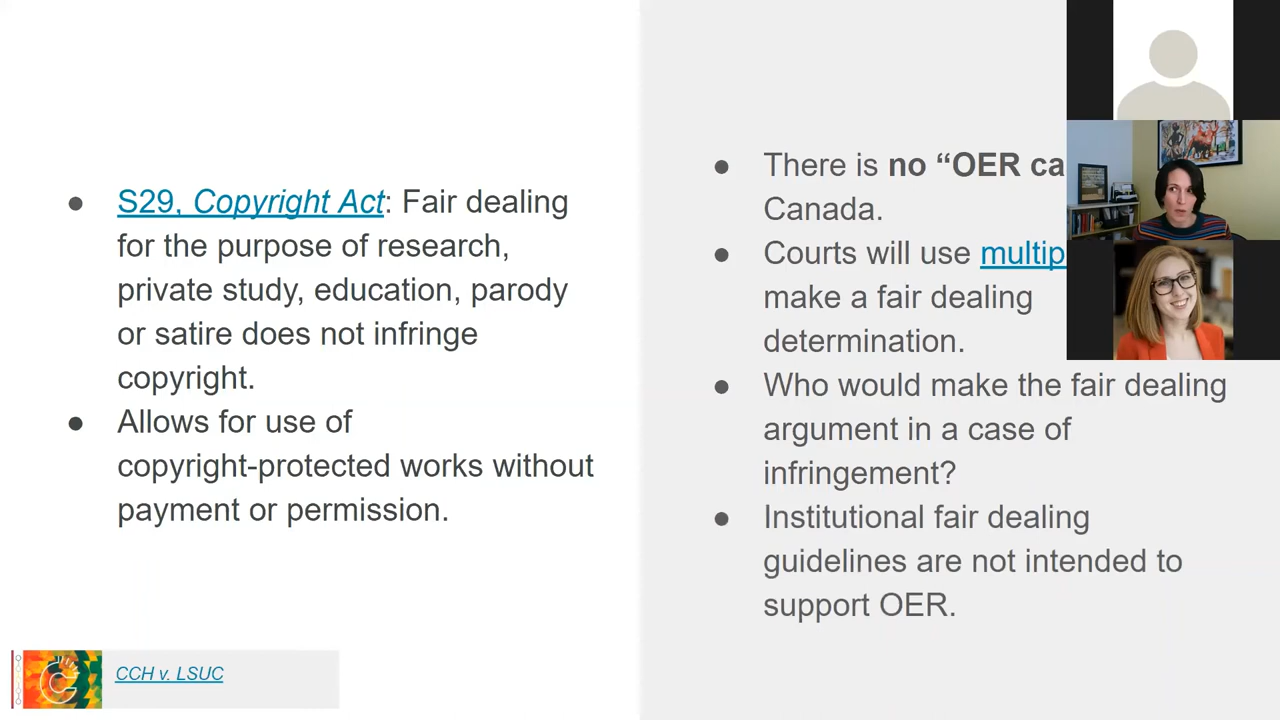 S29, Copyright Act: Fair dealing
for the purpose of research,
private study, education, parody
or satire does not infringe
copyright.
Allows for use of
copyright-protected works without
payment or permission.
There is no “OER ca
Canada.
Courts will use multip
make a fair dealing
determination.
Who would make the fair dealing
argument in a case of
infringement?
Institutional fair dealing
guidelines are not intended to
support OER.
CCH v. LSUC